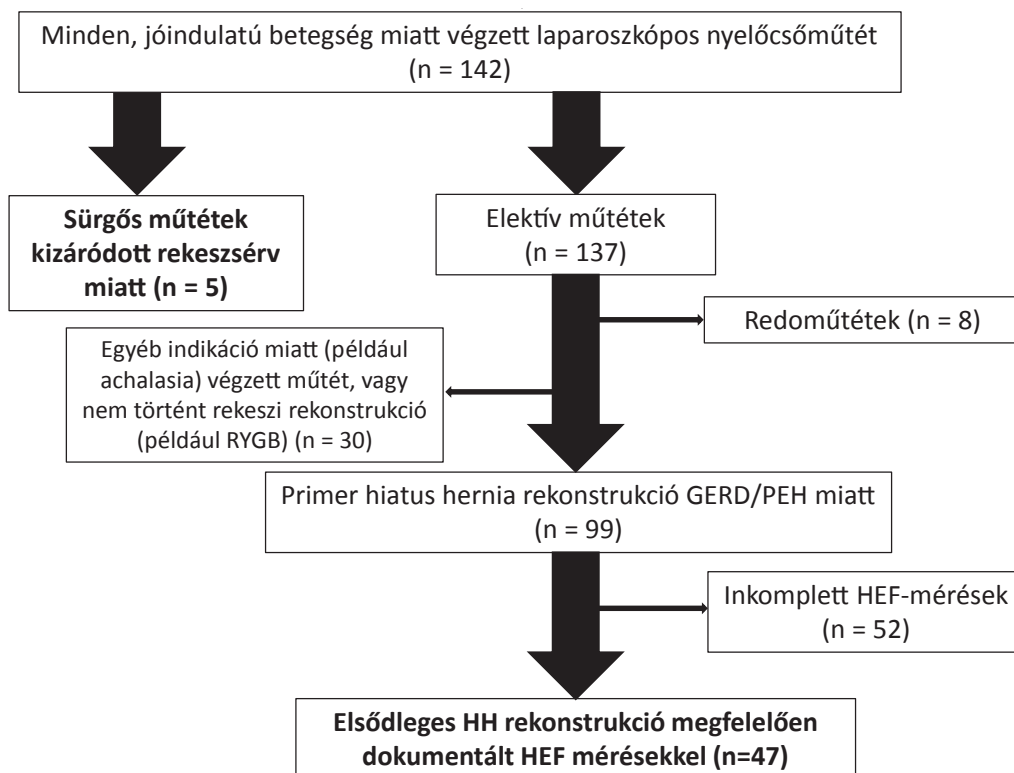 Minden, jóindulatú betegség miatt végzett laparoszkópos nyelőcsőműtét
(n = 142)
Sürgős műtétek
kizáródott rekeszsérv
miatt (n = 5)
Elektív műtétek
(n = 137)
Redoműtétek (n = 8)
Egyéb indikáció miatt (például
achalasia) végzett műtét, vagy
nem történt rekeszi rekonstrukció
(például RYGB) (n = 30)
Primer hiatus hernia rekonstrukció GERD/PEH miatt
(n = 99)
Inkomplett HEF-mérések
(n = 52)
Elsődleges HH rekonstrukció megfelelően
dokumentált HEF mérésekkel (n=47)